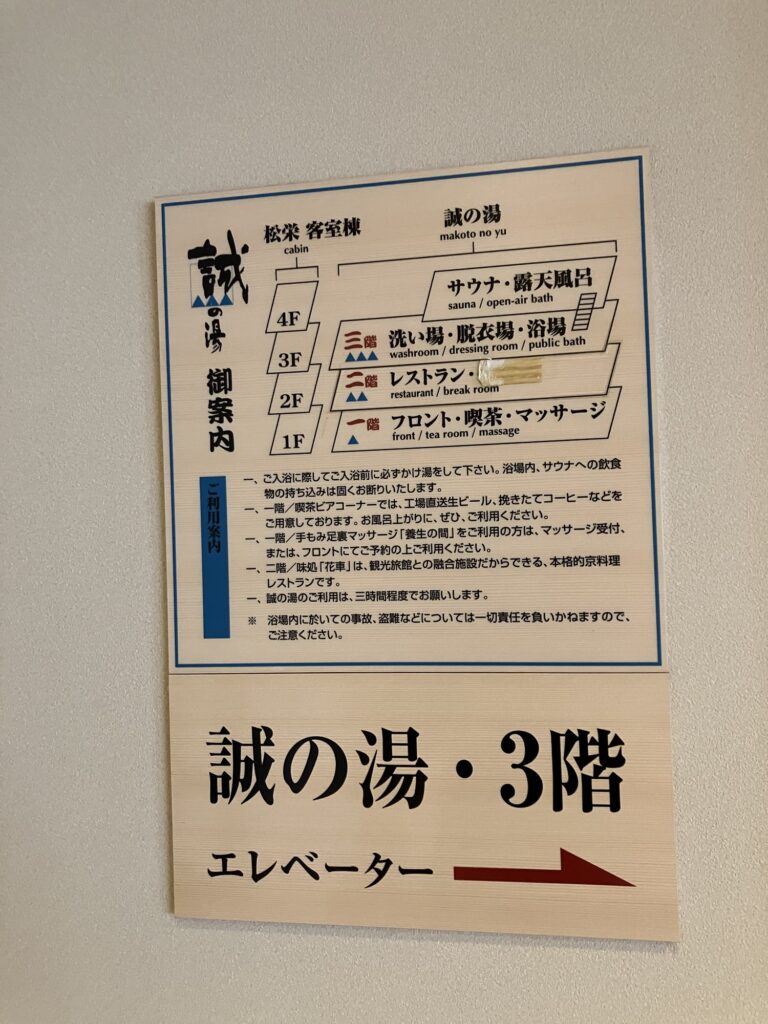 誠の湯 御案内
松栄 客室棟
cabin
誠の湯
makoto no yu
サウナ・露天風呂
sauna / open-air bath
4F
三階 洗い場・脱衣場・浴場
washroom / dressing room / public bath
3F
二階 レストラン・
restaurant / break room
2F
一階 フロント・喫茶・マッサージ
front / tea room / massage
1F
ご利用案内
一、ご入浴に際してご入浴前に必ずかけ湯をして下さい。浴場内、サウナへの飲食
物の持ち込みは固くお断りいたします。
一、一階／喫茶ビアコーナーでは、工場直送生ビール、挽きたてコーヒーなどを
ご用意しております。お風呂上がりに、ぜひ、ご利用ください。
一、一階／手もみ足裏マッサージ「養生の間」をご利用の方は、マッサージ受付、
または、フロントにてご予約の上ご利用ください。
一、二階／味処「花車」は、観光旅館との融合施設だからできる、本格的京料理
レストランです。
一、誠の湯のご利用は、三時間程度でお願いします。
※ 浴場内に於いての事故、盗難などについては一切責任を負いかねますので、
ご注意ください。
誠の湯・3階
エレベーター